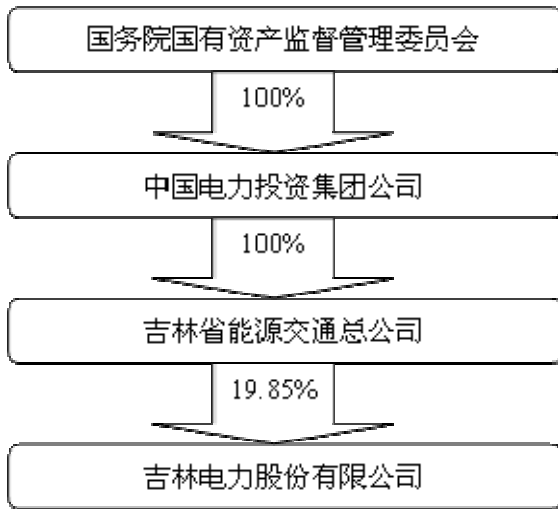 国务院国有资产监督管理委员会
100%
中国电力投资集团公司
100%
吉林省能源交通总公司
19.85%
吉林电力股份有限公司